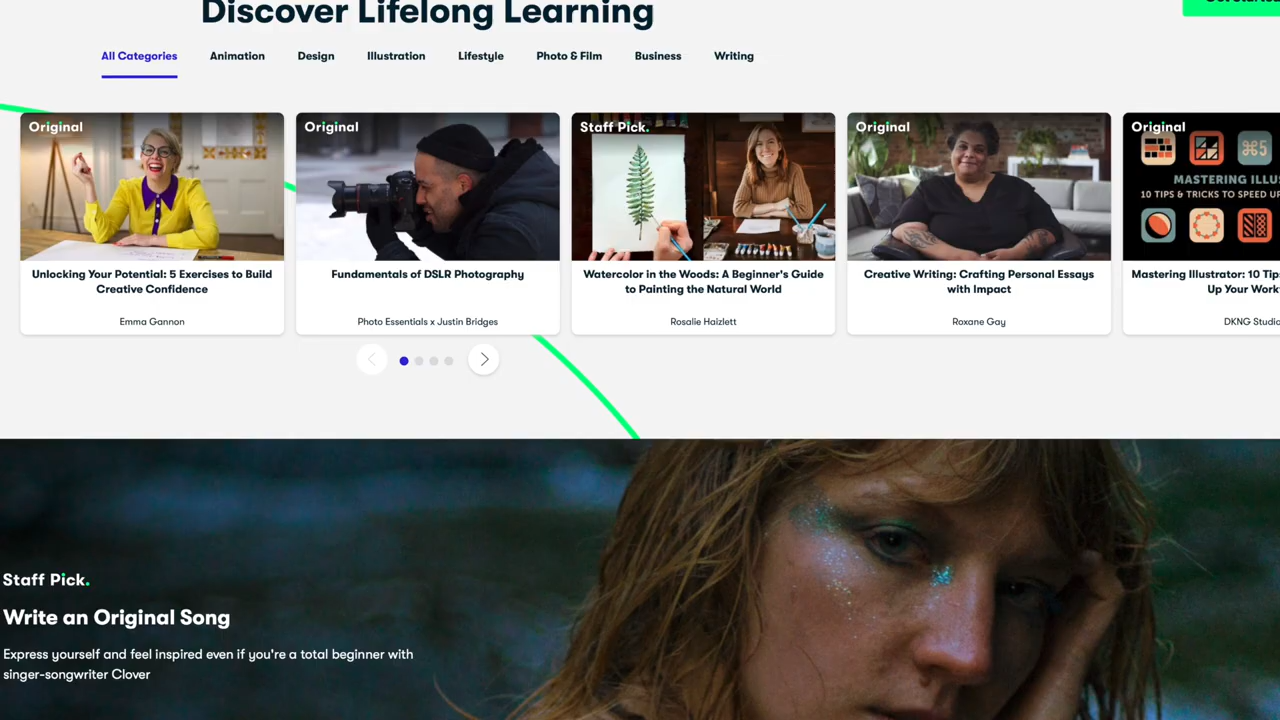 Discover Lifelong Learning
All Categories
Animation
Design
Illustration
Lifestyle
Photo & Film
Business
Writing
Original
Unlocking Your Potential: 5 Exercises to Build
Creative Confidence
Emma Gannon
Original
Fundamentals of DSLR Photography
Photo Essentials x Justin Bridges
Staff Pick.
Watercolor in the Woods: A Beginner's Guide
to Painting the Natural World
Rosalie Haizlett
Original
Creative Writing: Crafting Personal Essays
with Impact
Roxane Gay
Original
⌘5
MASTERING ILLUS
10 TIPS & TRICKS TO SPEED UP
Mastering Illustrator: 10 Tip
Up Your Work
DKNG Studio
Staff Pick.
Write an Original Song
Express yourself and feel inspired even if you're a total beginner with
singer-songwriter Clover